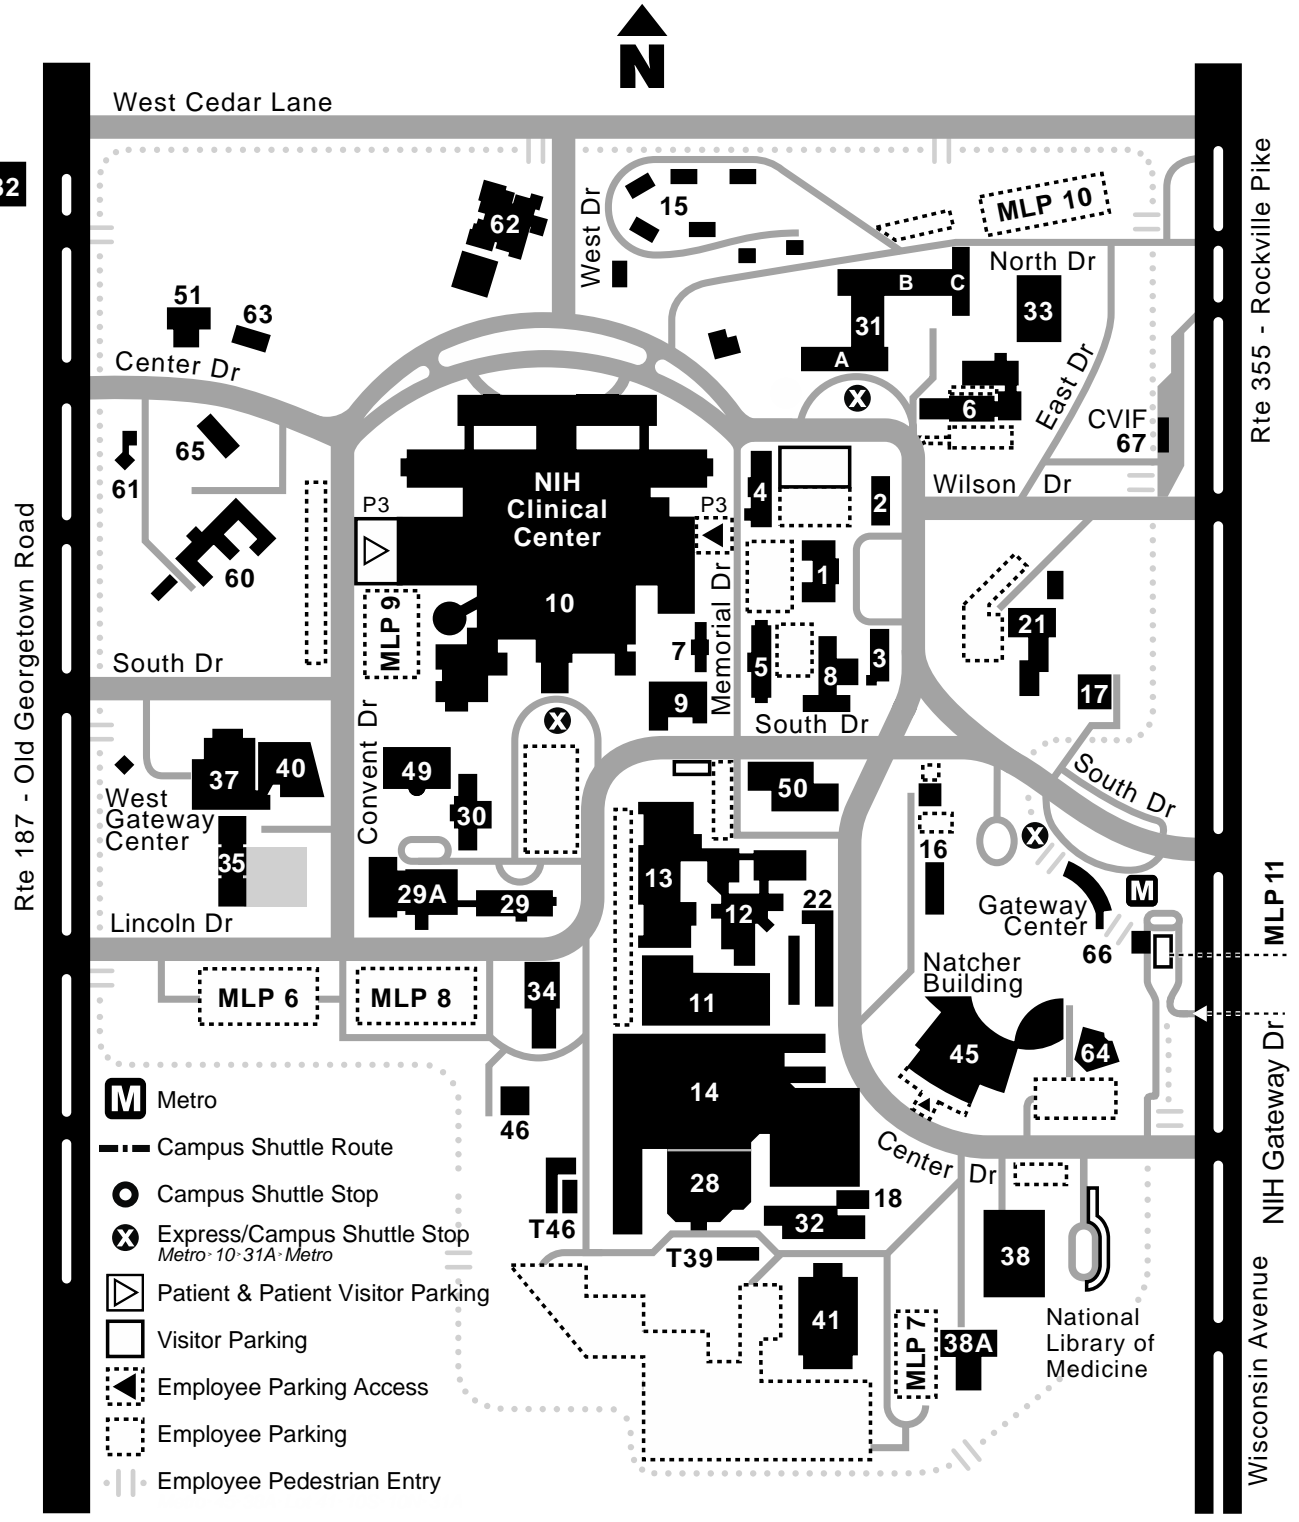 N
West Cedar Lane
82
West Dr
15
62
MLP 10
Rte 355 - Rockville Pike
North Dr
B
C
31
A
33
51
63
Center Dr
X
6
East Dr
CVIF
67
65
61
60
P3
NIH
Clinical
Center
10
P3
4
2
Wilson Dr
1
MLP 9
Memorial Dr
7
5
8
3
9
21
17
South Dr
South Dr
X
Rte 187 - Old Georgetown Road
37
40
West
Gateway
Center
35
Convent Dr
49
30
29A
29
50
South Dr
16
X
M
Gateway
Center
66
MLP11
13
12
22
Lincoln Dr
MLP 6
MLP 8
34
11
Natcher
Building
45
64
14
46
NIH Gateway Dr
Center Dr
28
18
32
T46
T39
38
41
MLP 7
38A
National
Library of
Medicine
Wisconsin Avenue
M Metro
Campus Shuttle Route
Campus Shuttle Stop
X Express/Campus Shuttle Stop
Metro 10 31A Metro
Patient & Patient Visitor Parking
Visitor Parking
Employee Parking Access
Employee Parking
Employee Pedestrian Entry